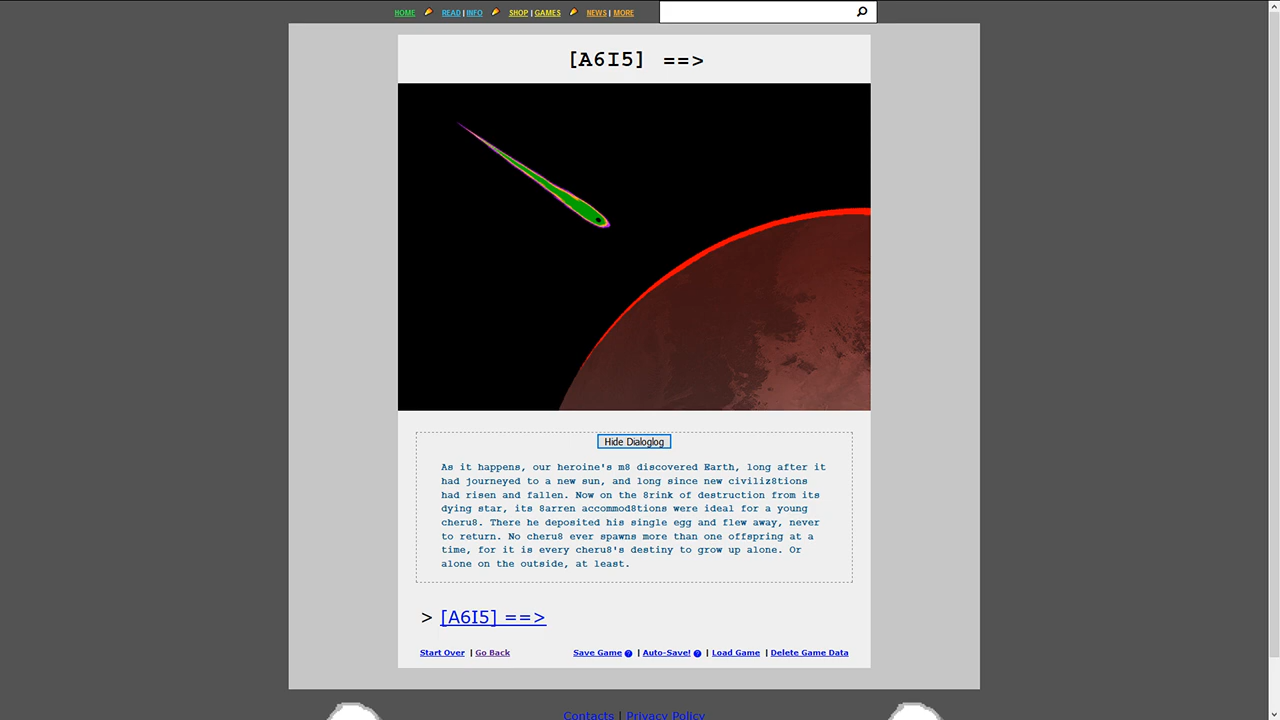 HOME READ | INFO SHOP | GAMES NEWS | MORE
[A6I5] ==>
Hide Dialoglog
As it happens, our heroine's m8 discovered Earth, long after it
had journeyed to a new sun, and long since new civiliz8tions
had risen and fallen. Now on the 8rink of destruction from its
dying star, its 8arren accommod8tions were ideal for a young
cheru8. There he deposited his single egg and flew away, never
to return. No cheru8 ever spawns more than one offspring at a
time, for it is every cheru8's destiny to grow up alone. Or
alone on the outside, at least.
> [A6I5] ==>
Start Over | Go Back Save Game ? | Auto-Save! ? | Load Game | Delete Game Data
Contacts | Privacy Policy